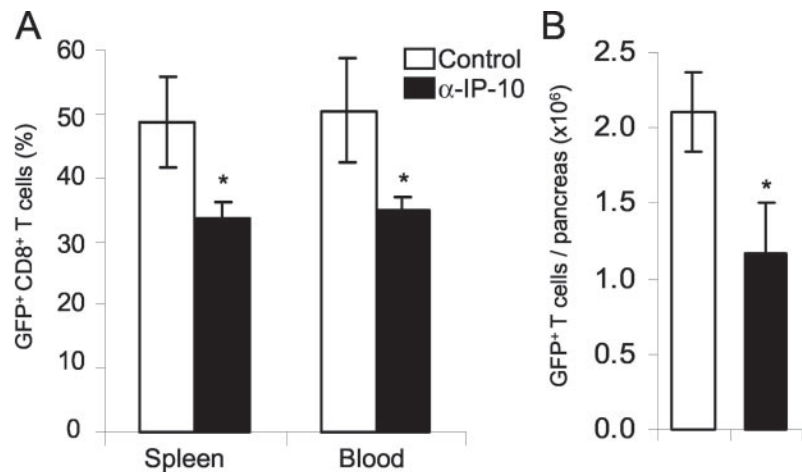 A
GFP+ CD8+ T cells (%)
60
50
40
30
20
10
0
Control
α-IP-10
*
*
Spleen
Blood
B
GFP+ T cells / pancreas (x10⁶)
2.5
2.0
1.5
1.0
0.5
0.0
*